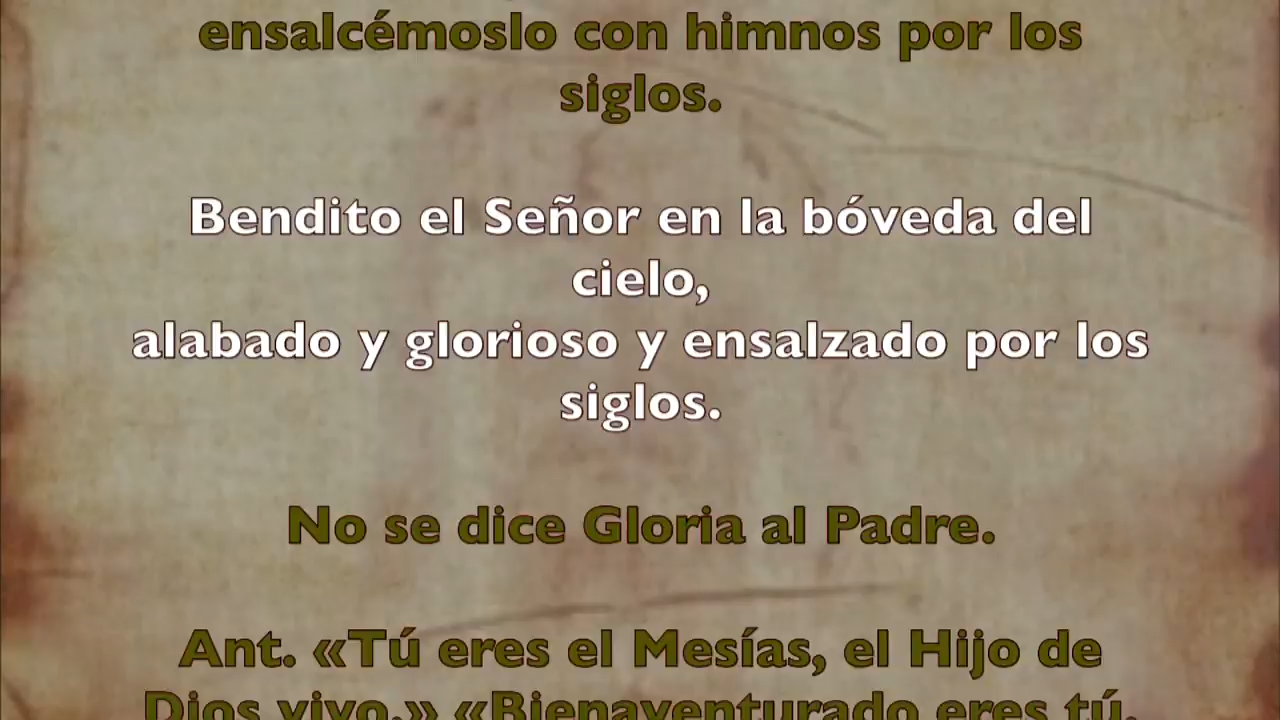 ensalcémoslo con himnos por los
siglos.
Bendito el Señor en la bóveda del
cielo,
alabado y glorioso y ensalzado por los
siglos.
No se dice Gloria al Padre.
Ant. «Tú eres el Mesías, el Hijo de
Dios vivo.» «Bienaventurado eres tú,